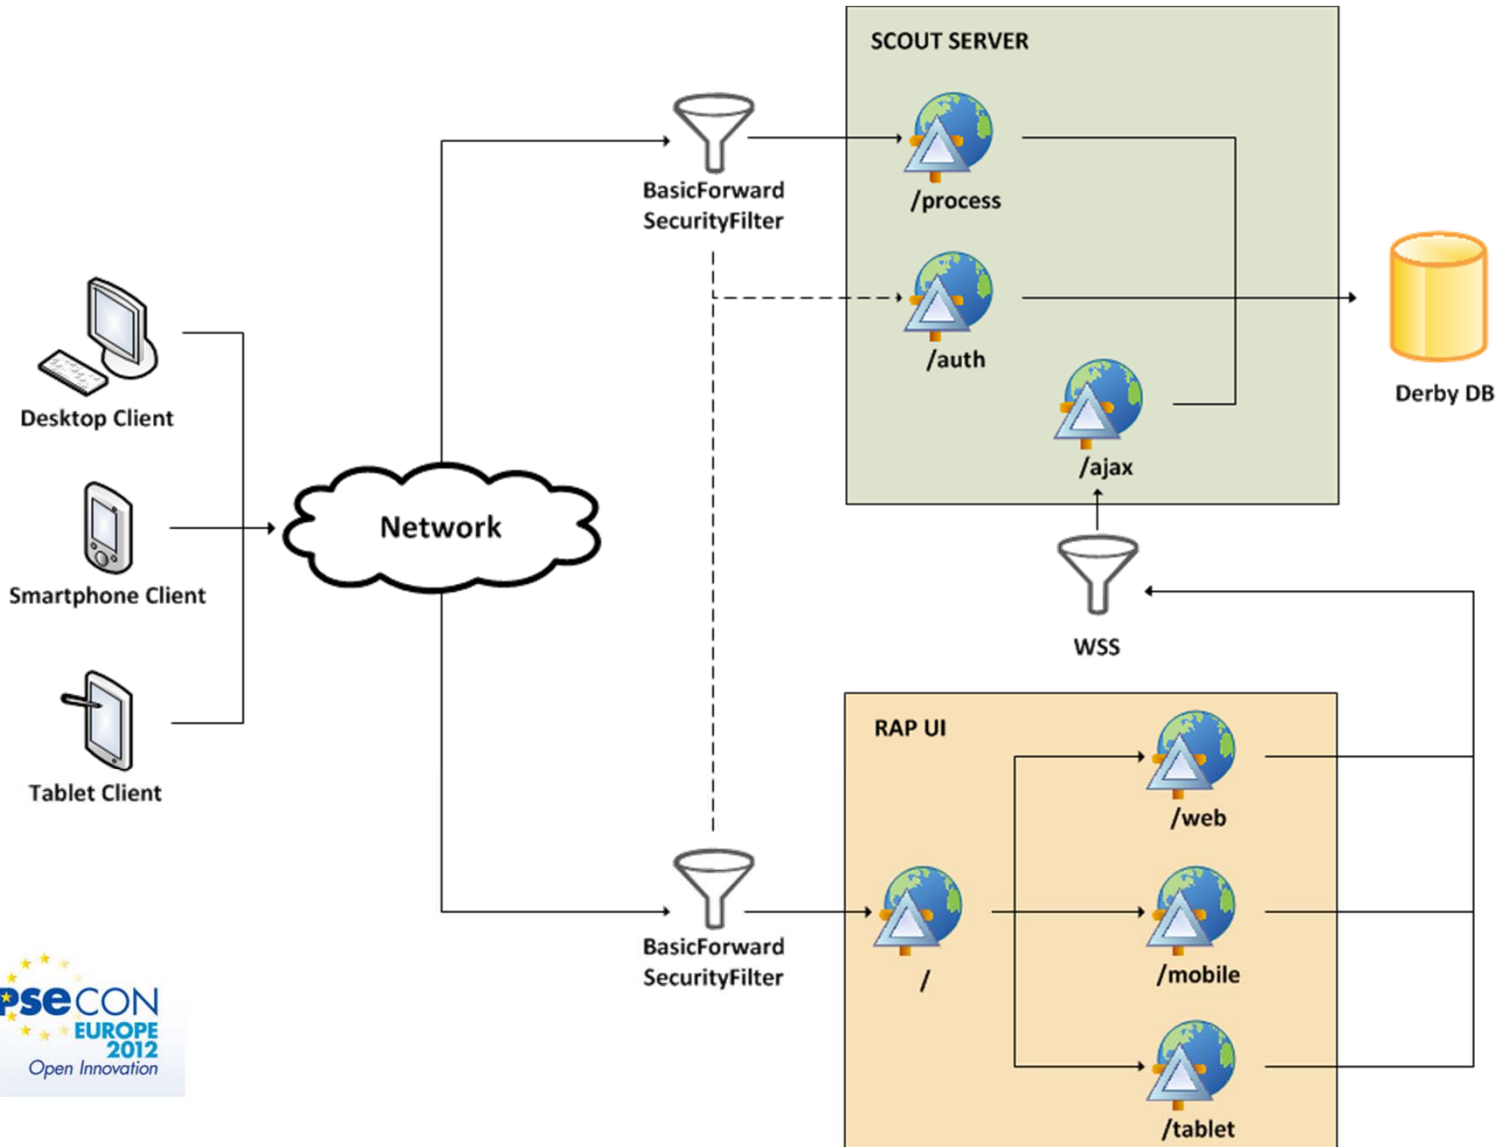 SCOUT SERVER
BasicForward
SecurityFilter
/process
/auth
/ajax
Derby DB
Desktop Client
Smartphone Client
Tablet Client
Network
WSS
RAP UI
/web
BasicForward
SecurityFilter
/
/mobile
/tablet
PSeCON
EUROPE
2012
Open Innovation